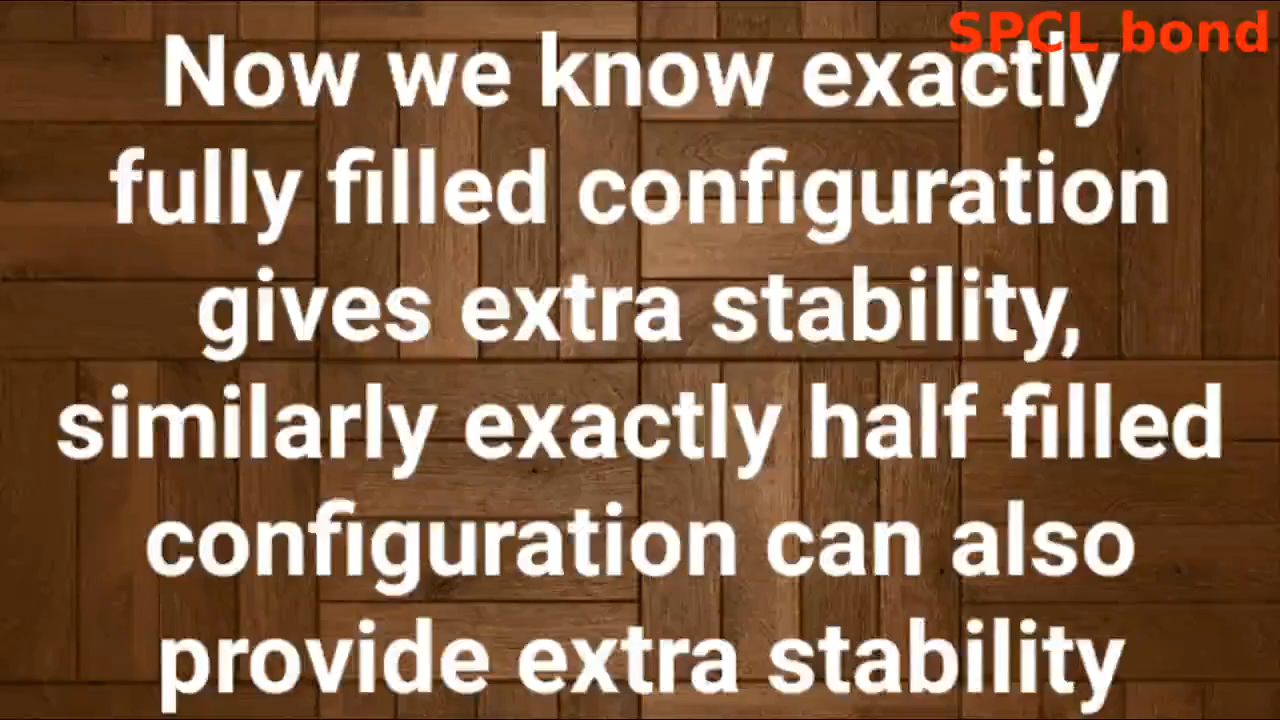 SPCL bond
Now we know exactly
fully filled configuration
gives extra stability,
similarly exactly half filled
configuration can also
provide extra stability